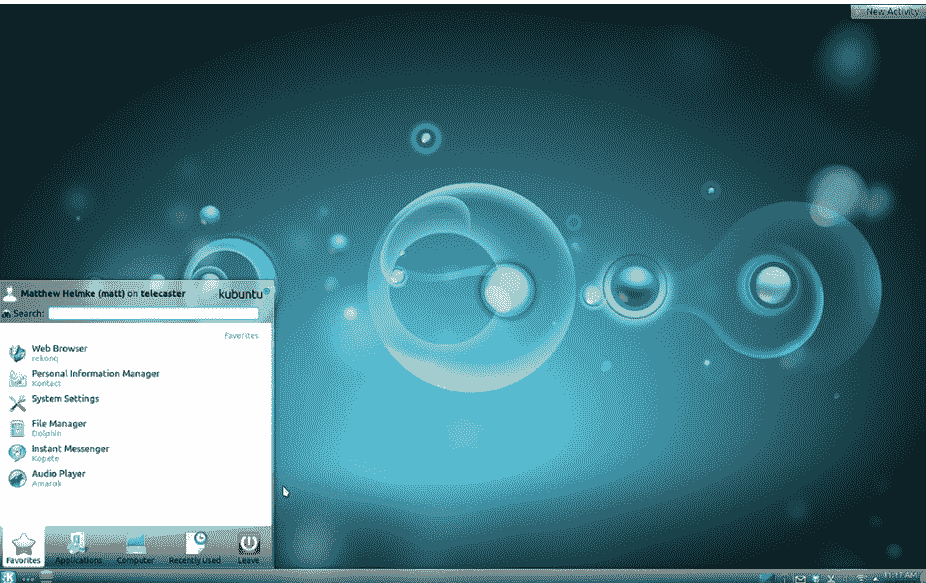 New Activity
Matthew Helmke (matt) on telecaster
kubuntu
Search:
Favorites
Web Browser
rekonq
Personal Information Manager
Kontact
System Settings
File Manager
Dolphin
Instant Messenger
Kopete
Audio Player
Amarok
Favorites Applications Computer Recently Used Leave
11:17 AM